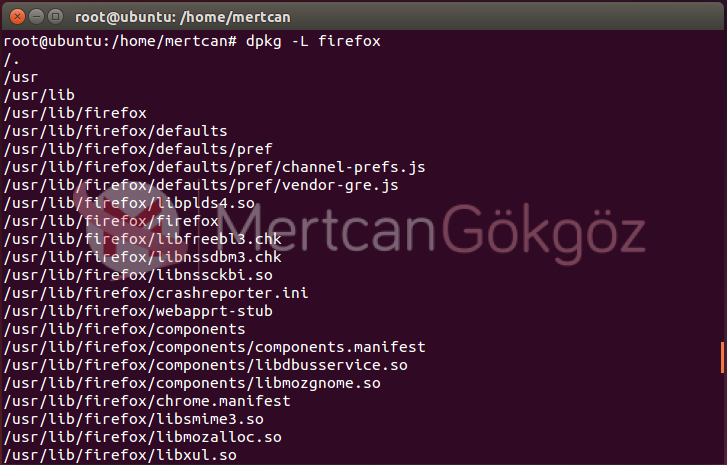 root@ubuntu: /home/mertcan
root@ubuntu:/home/mertcan# dpkg -L firefox
/.
/usr
/usr/lib
/usr/lib/firefox
/usr/lib/firefox/defaults
/usr/lib/firefox/defaults/pref
/usr/lib/firefox/defaults/pref/channel-prefs.js
/usr/lib/firefox/defaults/pref/vendor-gre.js
/usr/lib/firefox/libplds4.so
/usr/lib/firefox/firefox
MertcanGökgöz
/usr/lib/firefox/libfreebl3.chk
/usr/lib/firefox/libnssdbm3.chk
/usr/lib/firefox/libnssckbi.so
/usr/lib/firefox/crashreporter.ini
/usr/lib/firefox/webapprt-stub
/usr/lib/firefox/components
/usr/lib/firefox/components/components.manifest
/usr/lib/firefox/components/libdbusservice.so
/usr/lib/firefox/components/libmozgnome.so
/usr/lib/firefox/chrome.manifest
/usr/lib/firefox/libsmime3.so
/usr/lib/firefox/libmozalloc.so
/usr/lib/firefox/libxul.so